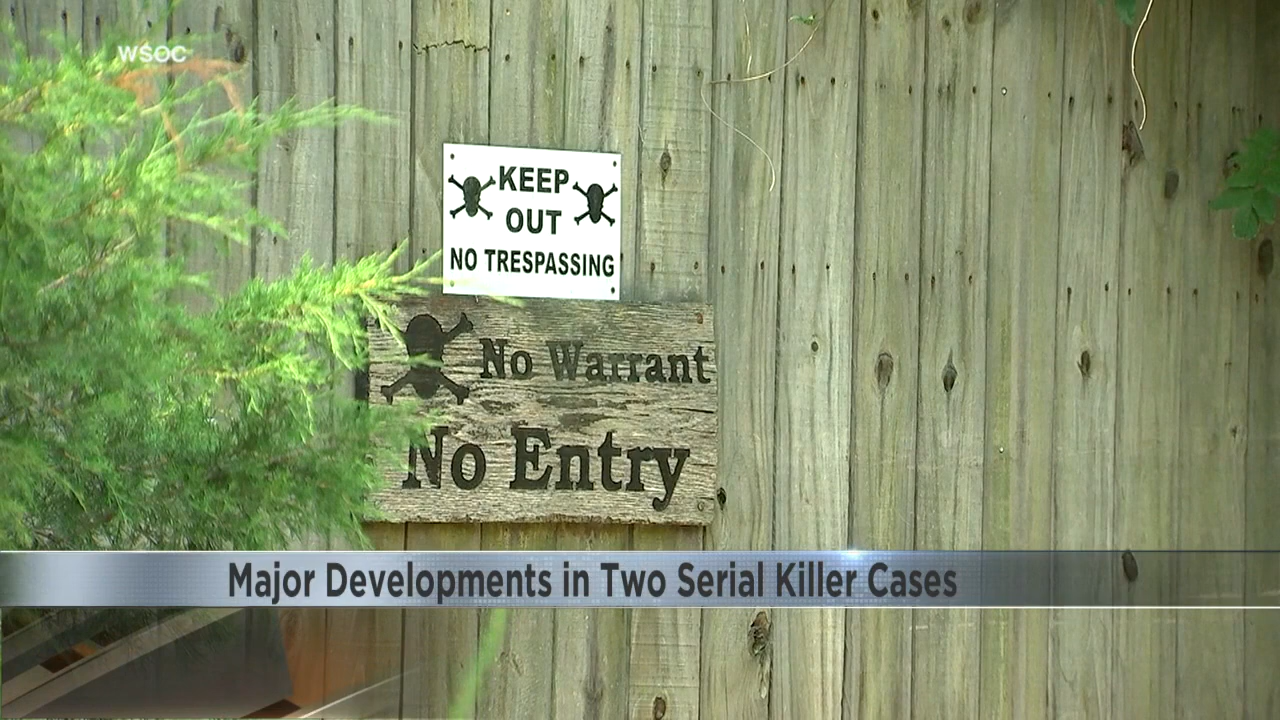 WSOC
KEEP
OUT
NO TRESPASSING
No Warrant
No Entry
Major Developments in Two Serial Killer Cases